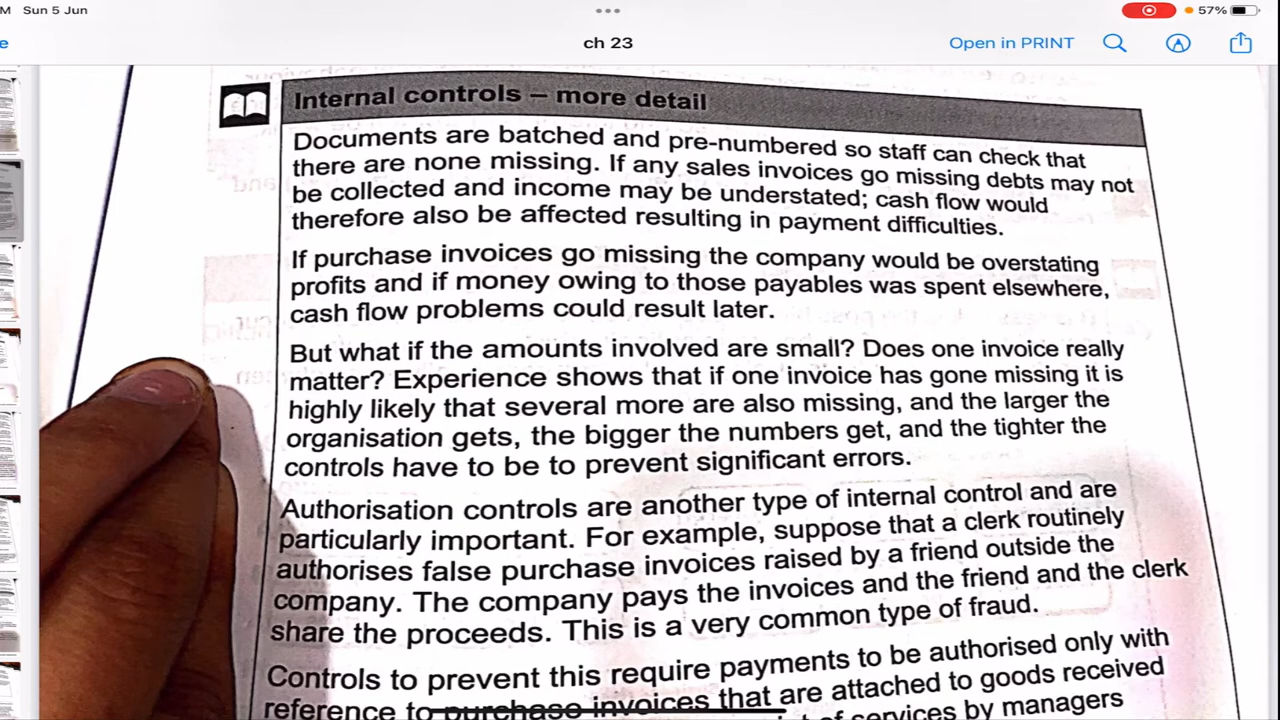 M Sun 5 Jun
57%
e
ch 23
Open in PRINT
Internal controls – more detail
Documents are batched and pre-numbered so staff can check that
there are none missing. If any sales invoices go missing debts may not
be collected and income may be understated; cash flow would
therefore also be affected resulting in payment difficulties.
If purchase invoices go missing the company would be overstating
profits and if money owing to those payables was spent elsewhere,
cash flow problems could result later.
But what if the amounts involved are small? Does one invoice really
matter? Experience shows that if one invoice has gone missing it is
highly likely that several more are also missing, and the larger the
organisation gets, the bigger the numbers get, and the tighter the
controls have to be to prevent significant errors.
Authorisation controls are another type of internal control and are
particularly important. For example, suppose that a clerk routinely
authorises false purchase invoices raised by a friend outside the
company. The company pays the invoices and the friend and the clerk
share the proceeds. This is a very common type of fraud.
Controls to prevent this require payments to be authorised only with
reference to purchase invoices that are attached to goods received
of services by managers